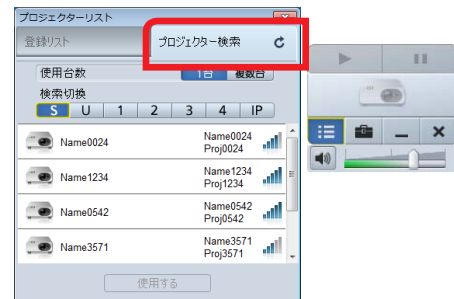 プロジェクターリスト
登録リスト
プロジェクター検索
使用台数
1台 複数台
検索切換
S U 1 2 3 4 IP
Name0024
Name0024
Proj0024
Name1234
Name1234
Proj1234
Name0542
Name0542
Proj0542
Name3571
Name3571
Proj3571
使用する